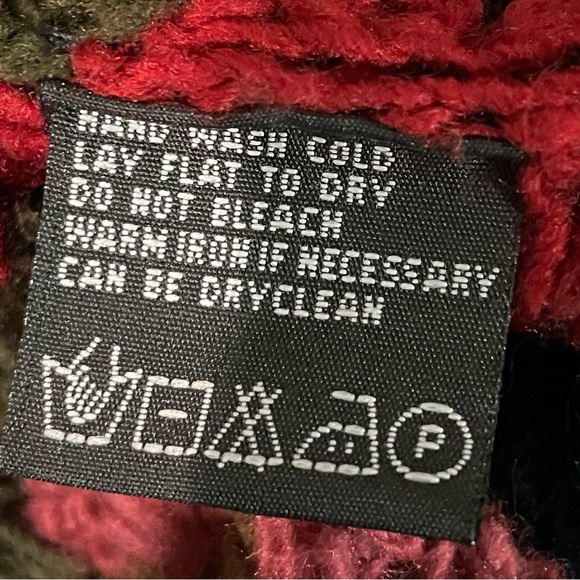 HAND WASH COLD
LAY FLAT TO DRY
DO NOT BLEACH
WARM IRON IF NECESSARY
CAN BE DRYCLEAN
P